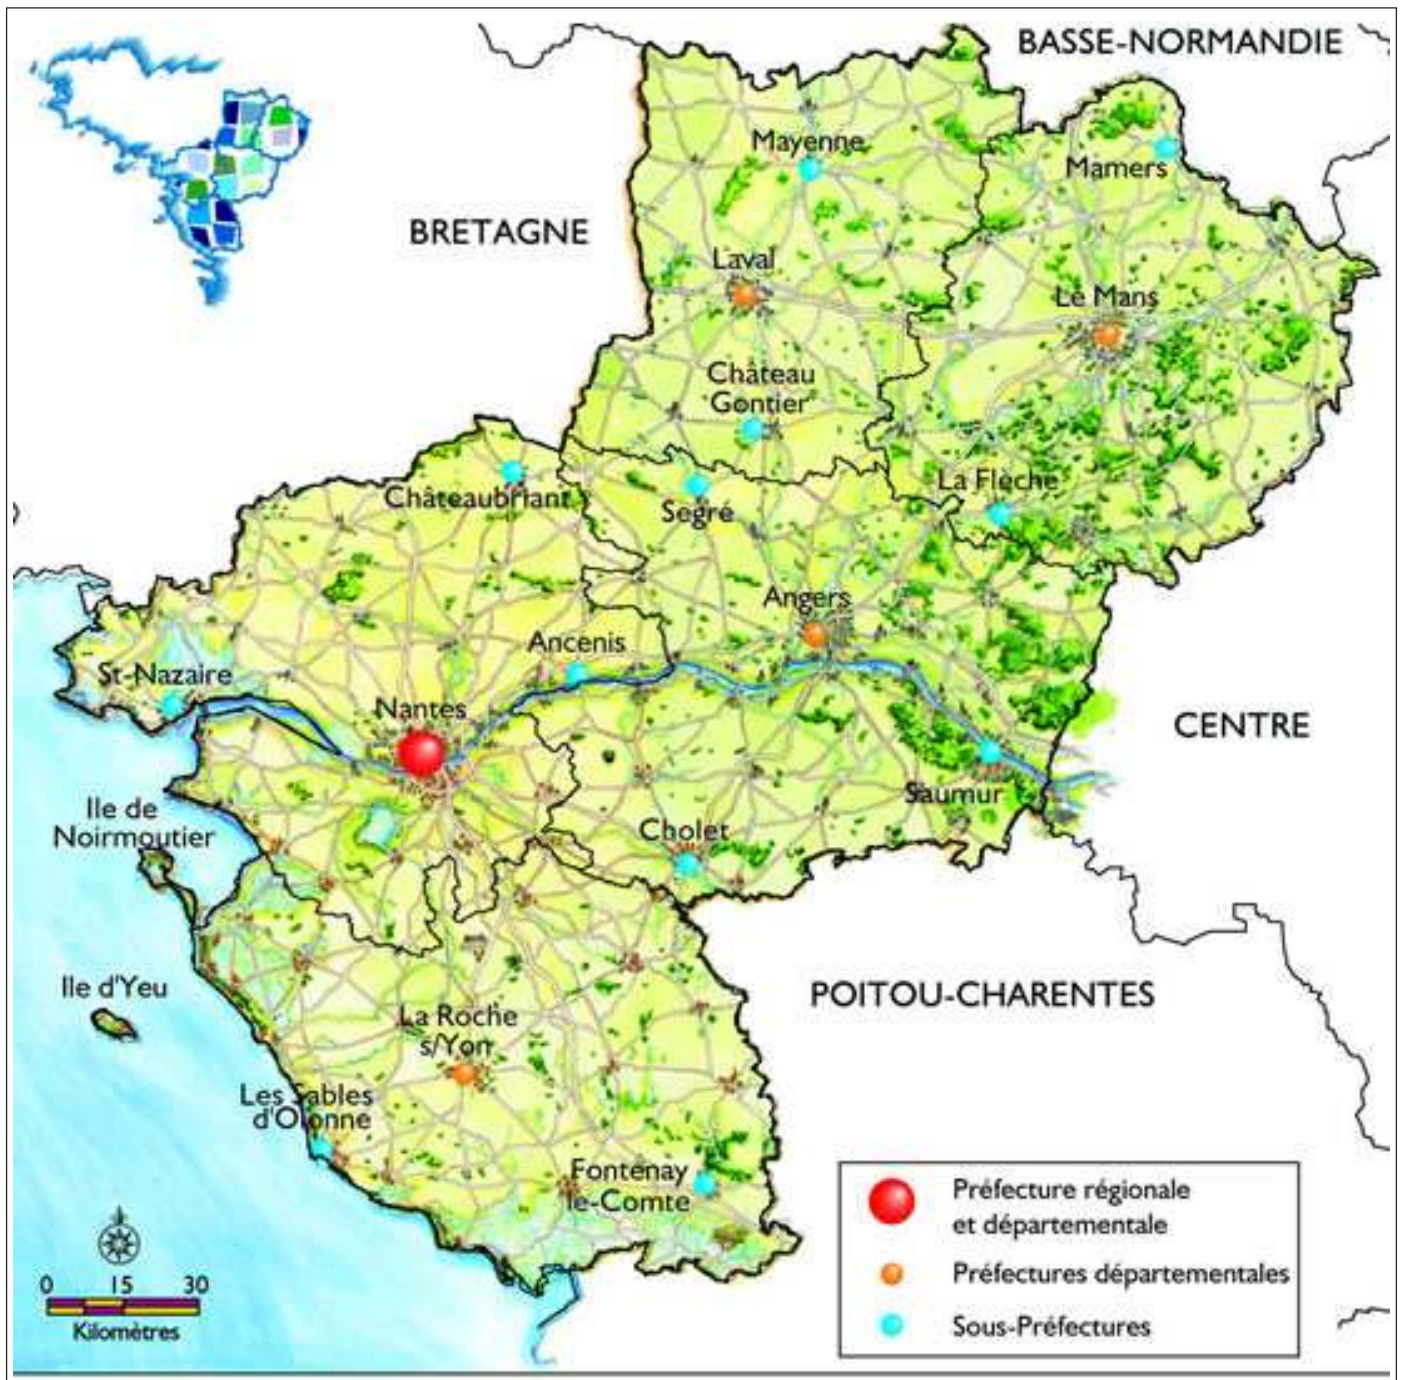 BASSE-NORMANDIE
Mayenne
Mamers
BRETAGNE
Laval
Le Mans
Château
Gontier
La Flèche
Châteaubriant
Segré
Angers
Ancenis
St-Nazaire
Nantes
CENTRE
Saumur
Ile de
Noirmoutier
Cholet
Ile d'Yeu
POITOU-CHARENTES
La Roche
s/Yon
Les Sables
d'Olonne
Fontenay
le-Comte
Préfecture régionale
et départementale
Préfectures départementales
Sous-Préfectures
0 15 30
Kilomètres